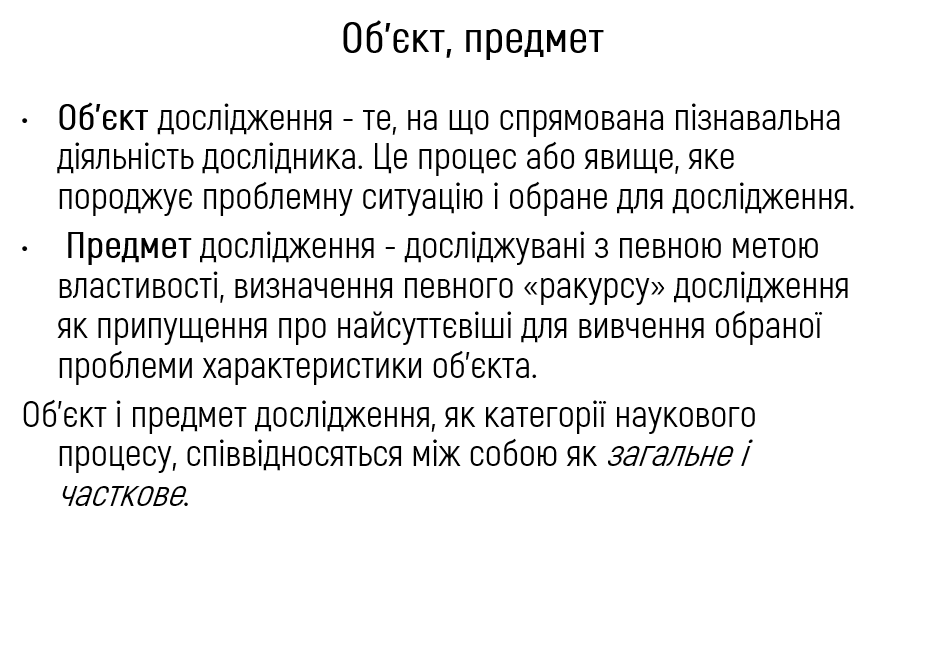 Об’єкт, предмет
• Об’єкт дослідження - те, на що спрямована пізнавальна
діяльність дослідника. Це процес або явище, яке
породжує проблемну ситуацію і обране для дослідження.
• Предмет дослідження - досліджувані з певною метою
властивості, визначення певного «ракурсу» дослідження
як припущення про найсуттєвіші для вивчення обраної
проблеми характеристики об’єкта.
Об’єкт і предмет дослідження, як категорії наукового
процесу, співвідносяться між собою як загальне і
часткове.